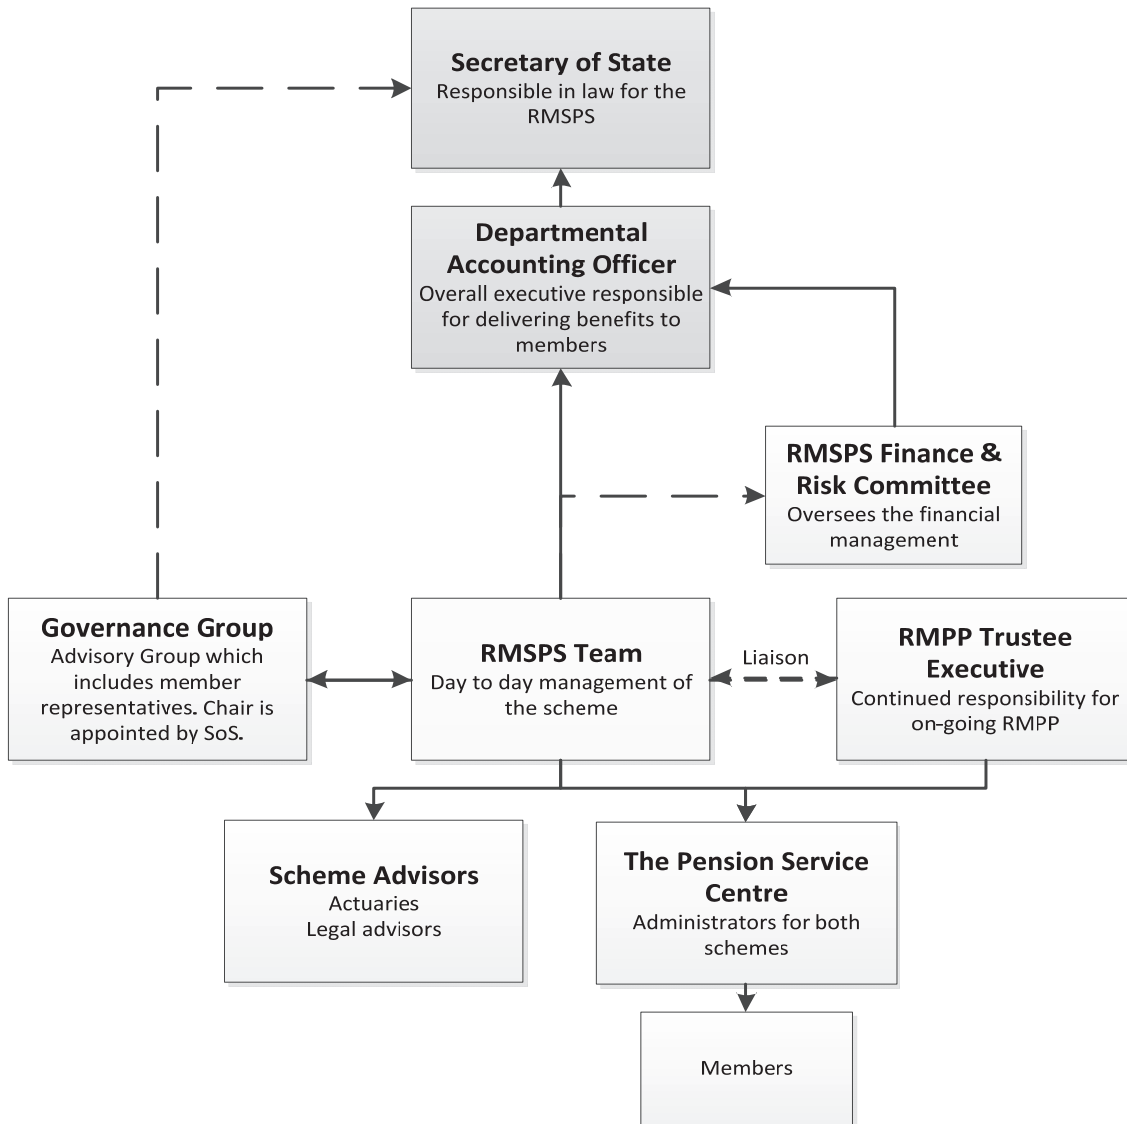 Secretary of State
Responsible in law for the
RMSPS
Departmental
Accounting Officer
Overall executive responsible
for delivering benefits to
members
RMSPS Finance &
Risk Committee
Oversees the financial
management
Governance Group
Advisory Group which
includes member
representatives. Chair is
appointed by SoS.
RMSPS Team
Day to day management of
the scheme
Liaison
RMPP Trustee
Executive
Continued responsibility for
on-going RMPP
Scheme Advisors
Actuaries
Legal advisors
The Pension Service
Centre
Administrators for both
schemes
Members